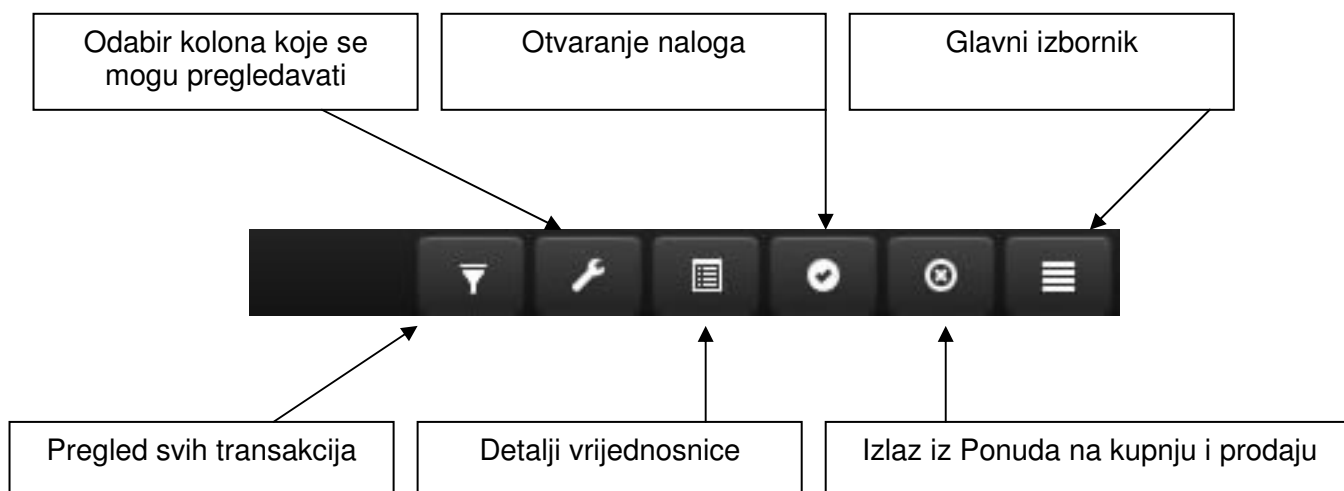 Odabir kolona koje se
mogu pregledavati
Otvaranje naloga
Glavni izbornik
Pregled svih transakcija
Detalji vrijednosnice
Izlaz iz Ponuda na kupnju i prodaju